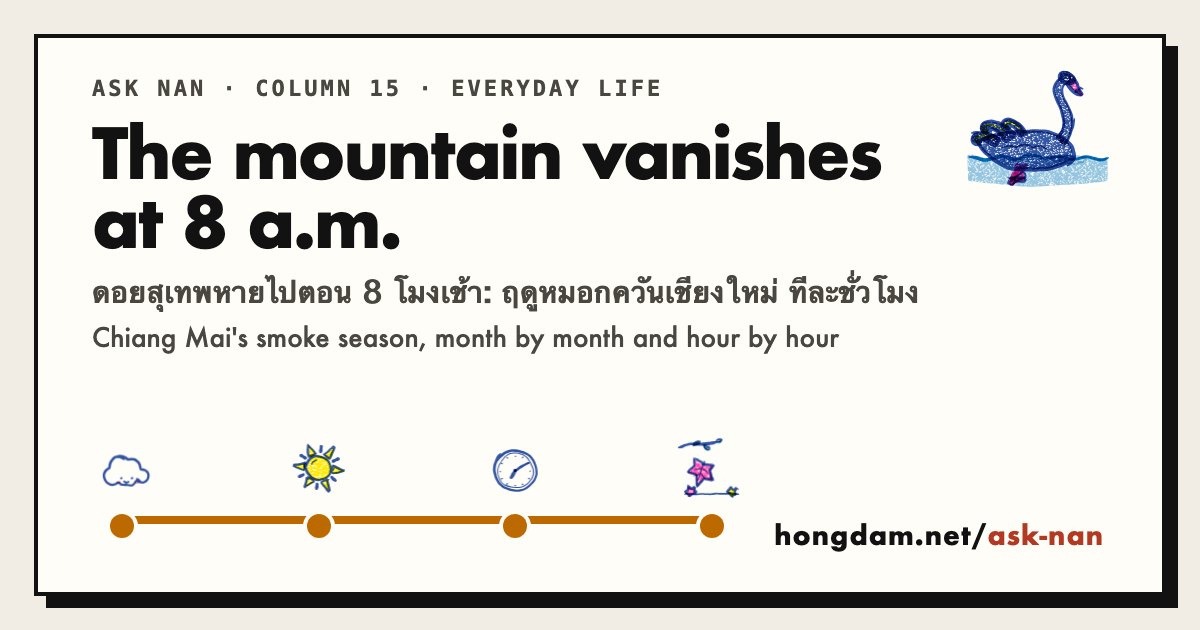 ASK NAN · COLUMN 15 · EVERYDAY LIFE
The mountain vanishes
at 8 a.m.
ดอยสุเทพหายไปตอน 8 โมงเช้า: ฤดูหมอกควันเชียงใหม่ ทีละชั่วโมง
Chiang Mai's smoke season, month by month and hour by hour
hongdam.net/ask-nan